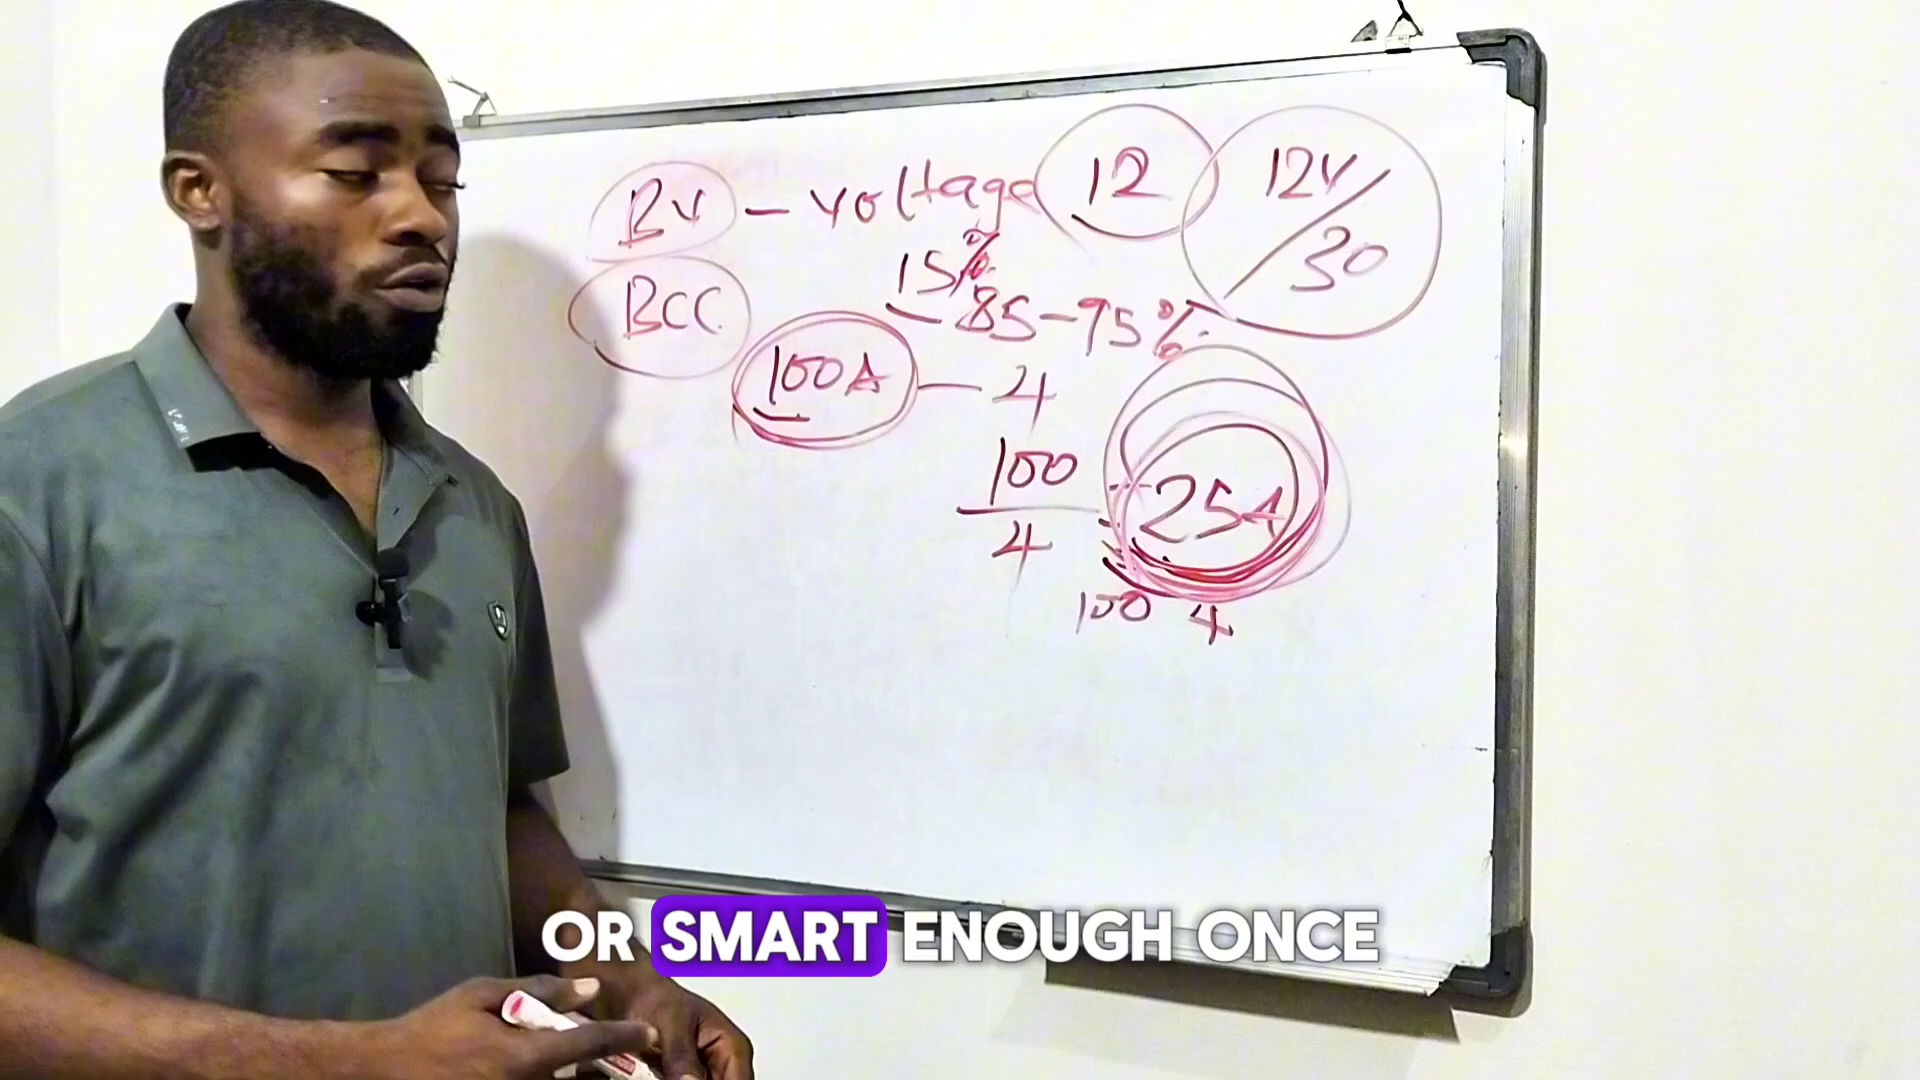 BV - voltage 12 12V/30
15%
BCC - 85-95%
100A - 4
100
4
= 25A
100 4
OR SMART ENOUGH ONCE